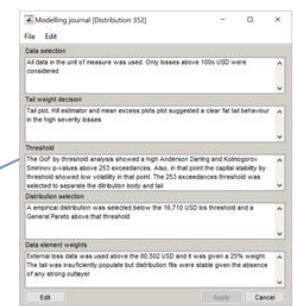 Modelling journal [Distribution 352]
File Edit
Data selection
All data in the unit of measure was used. Only losses above 100s USD were
considered
Tail weight decision
Tail plot, Hill estimator and mean excess plots plot suggested a clear fat tail behaviour
in the high severity losses
Threshold
The GoF by threshold analysis showed a high Anderson Darling and Kolmogorov
Smirinov p-values above 253 exceedances. Also, in that point the capital stability by
threshold showed low volatility in that point. The 253 exceedances threshold was
selected to separate the ditribution body and tail
Distribution selection
A empirical distribution was selected below the 16,710 USD los threshold and a
General Pareto above that threshold
Data element weights
External loss data was used above the 80,502 USD and it was given a 25% weight
The tail was insuficiently populate but distribution fits were stable given the absence
of any strong outlayer
Edit Apply Cancel